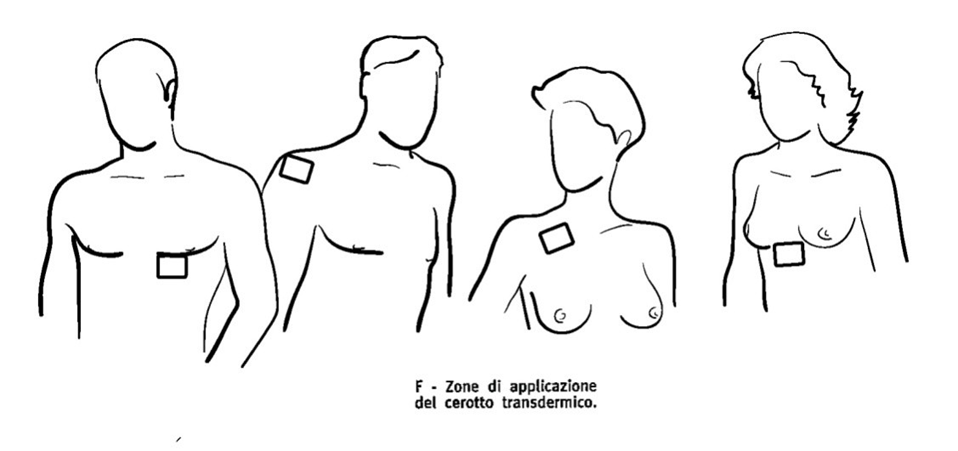 F - Zone di applicazione
del cerotto transdermico.